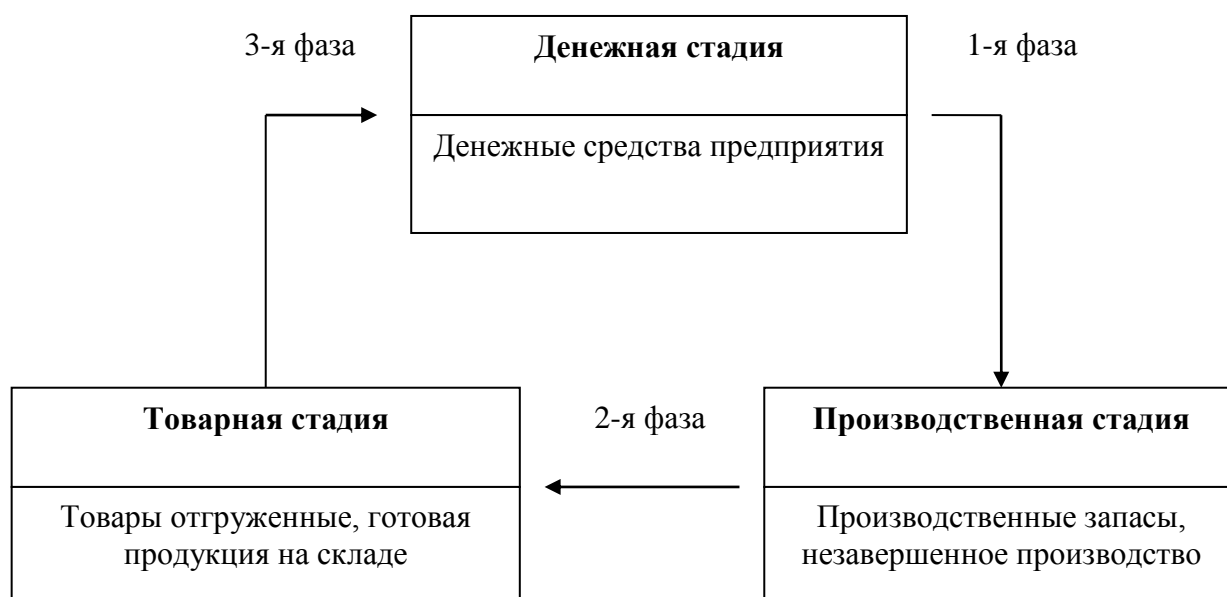 3-я фаза
Денежная стадия
1-я фаза
Денежные средства предприятия
Товарная стадия
2-я фаза
Производственная стадия
Товары отгруженные, готовая
продукция на складе
Производственные запасы,
незавершенное производство